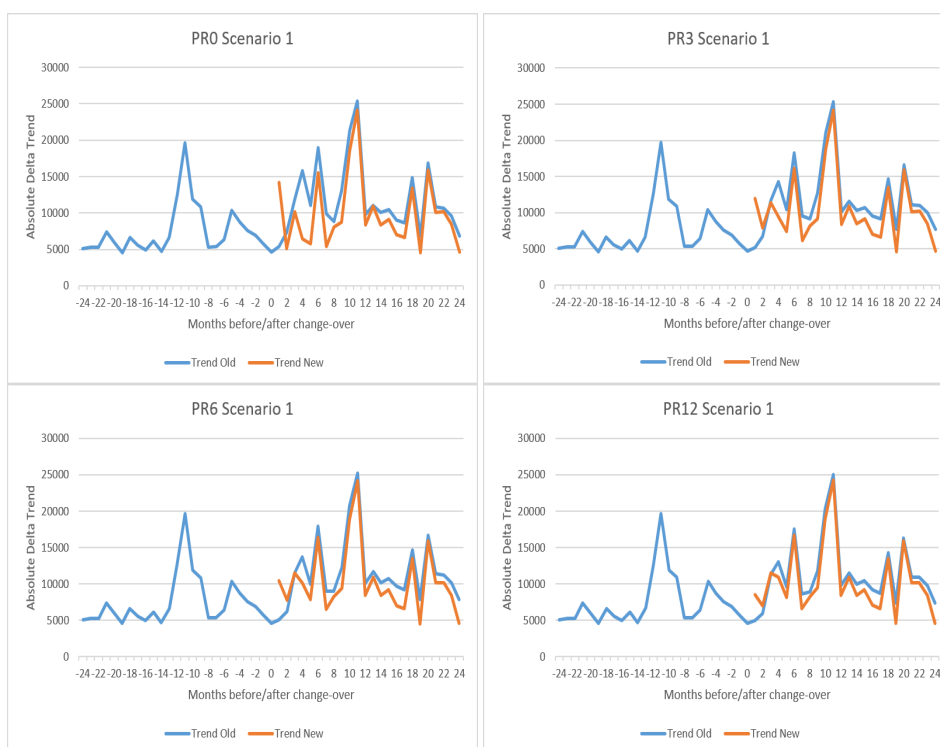 PR0 Scenario 1
30000
25000
20000
15000
10000
5000
0
Absolute Delta Trend
-24 -22 -20 -18 -16 -14 -12 -10 -8 -6 -4 -2 0 2 4 6 8 10 12 14 16 18 20 22 24
Months before/after change-over
Trend Old Trend New
PR3 Scenario 1
30000
25000
20000
15000
10000
5000
0
Absolute Delta Trend
-24 -22 -20 -18 -16 -14 -12 -10 -8 -6 -4 -2 0 2 4 6 8 10 12 14 16 18 20 22 24
Months before/after change-over
Trend Old Trend New
PR6 Scenario 1
30000
25000
20000
15000
10000
5000
0
Absolute Delta Trend
-24 -22 -20 -18 -16 -14 -12 -10 -8 -6 -4 -2 0 2 4 6 8 10 12 14 16 18 20 22 24
Months before/after change-over
Trend Old Trend New
PR12 Scenario 1
30000
25000
20000
15000
10000
5000
0
Absolute Delta Trend
-24 -22 -20 -18 -16 -14 -12 -10 -8 -6 -4 -2 0 2 4 6 8 10 12 14 16 18 20 22 24
Months before/after change-over
Trend Old Trend New